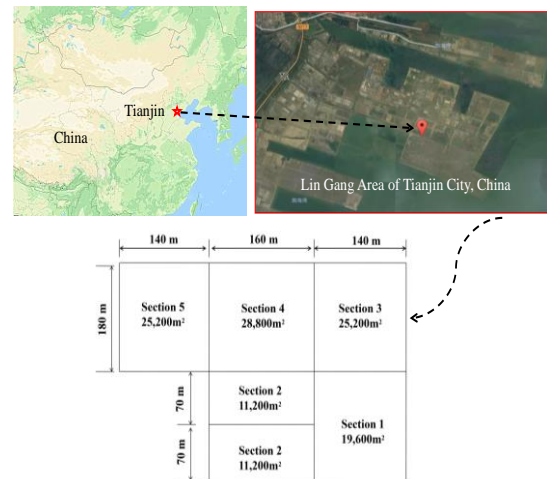 Tianjin
China
Lin Gang Area of Tianjin City, China
140 m
160 m
140 m
180 m
Section 5
25,200m²
Section 4
28,800m²
Section 3
25,200m²
70 m
Section 2
11,200m²
Section 1
19,600m²
70 m
Section 2
11,200m²